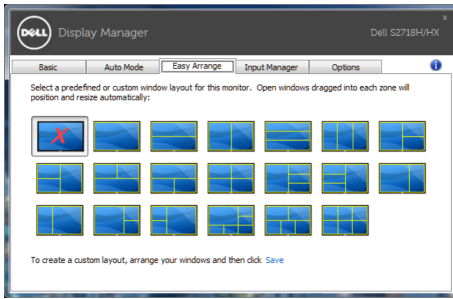 x
DELL Display Manager Dell S2718H/HX
Basic Auto Mode Easy Arrange Input Manager Options i
Select a predefined or custom window layout for this monitor. Open windows dragged into each zone will
position and resize automatically:
X
To create a custom layout, arrange your windows and then click Save